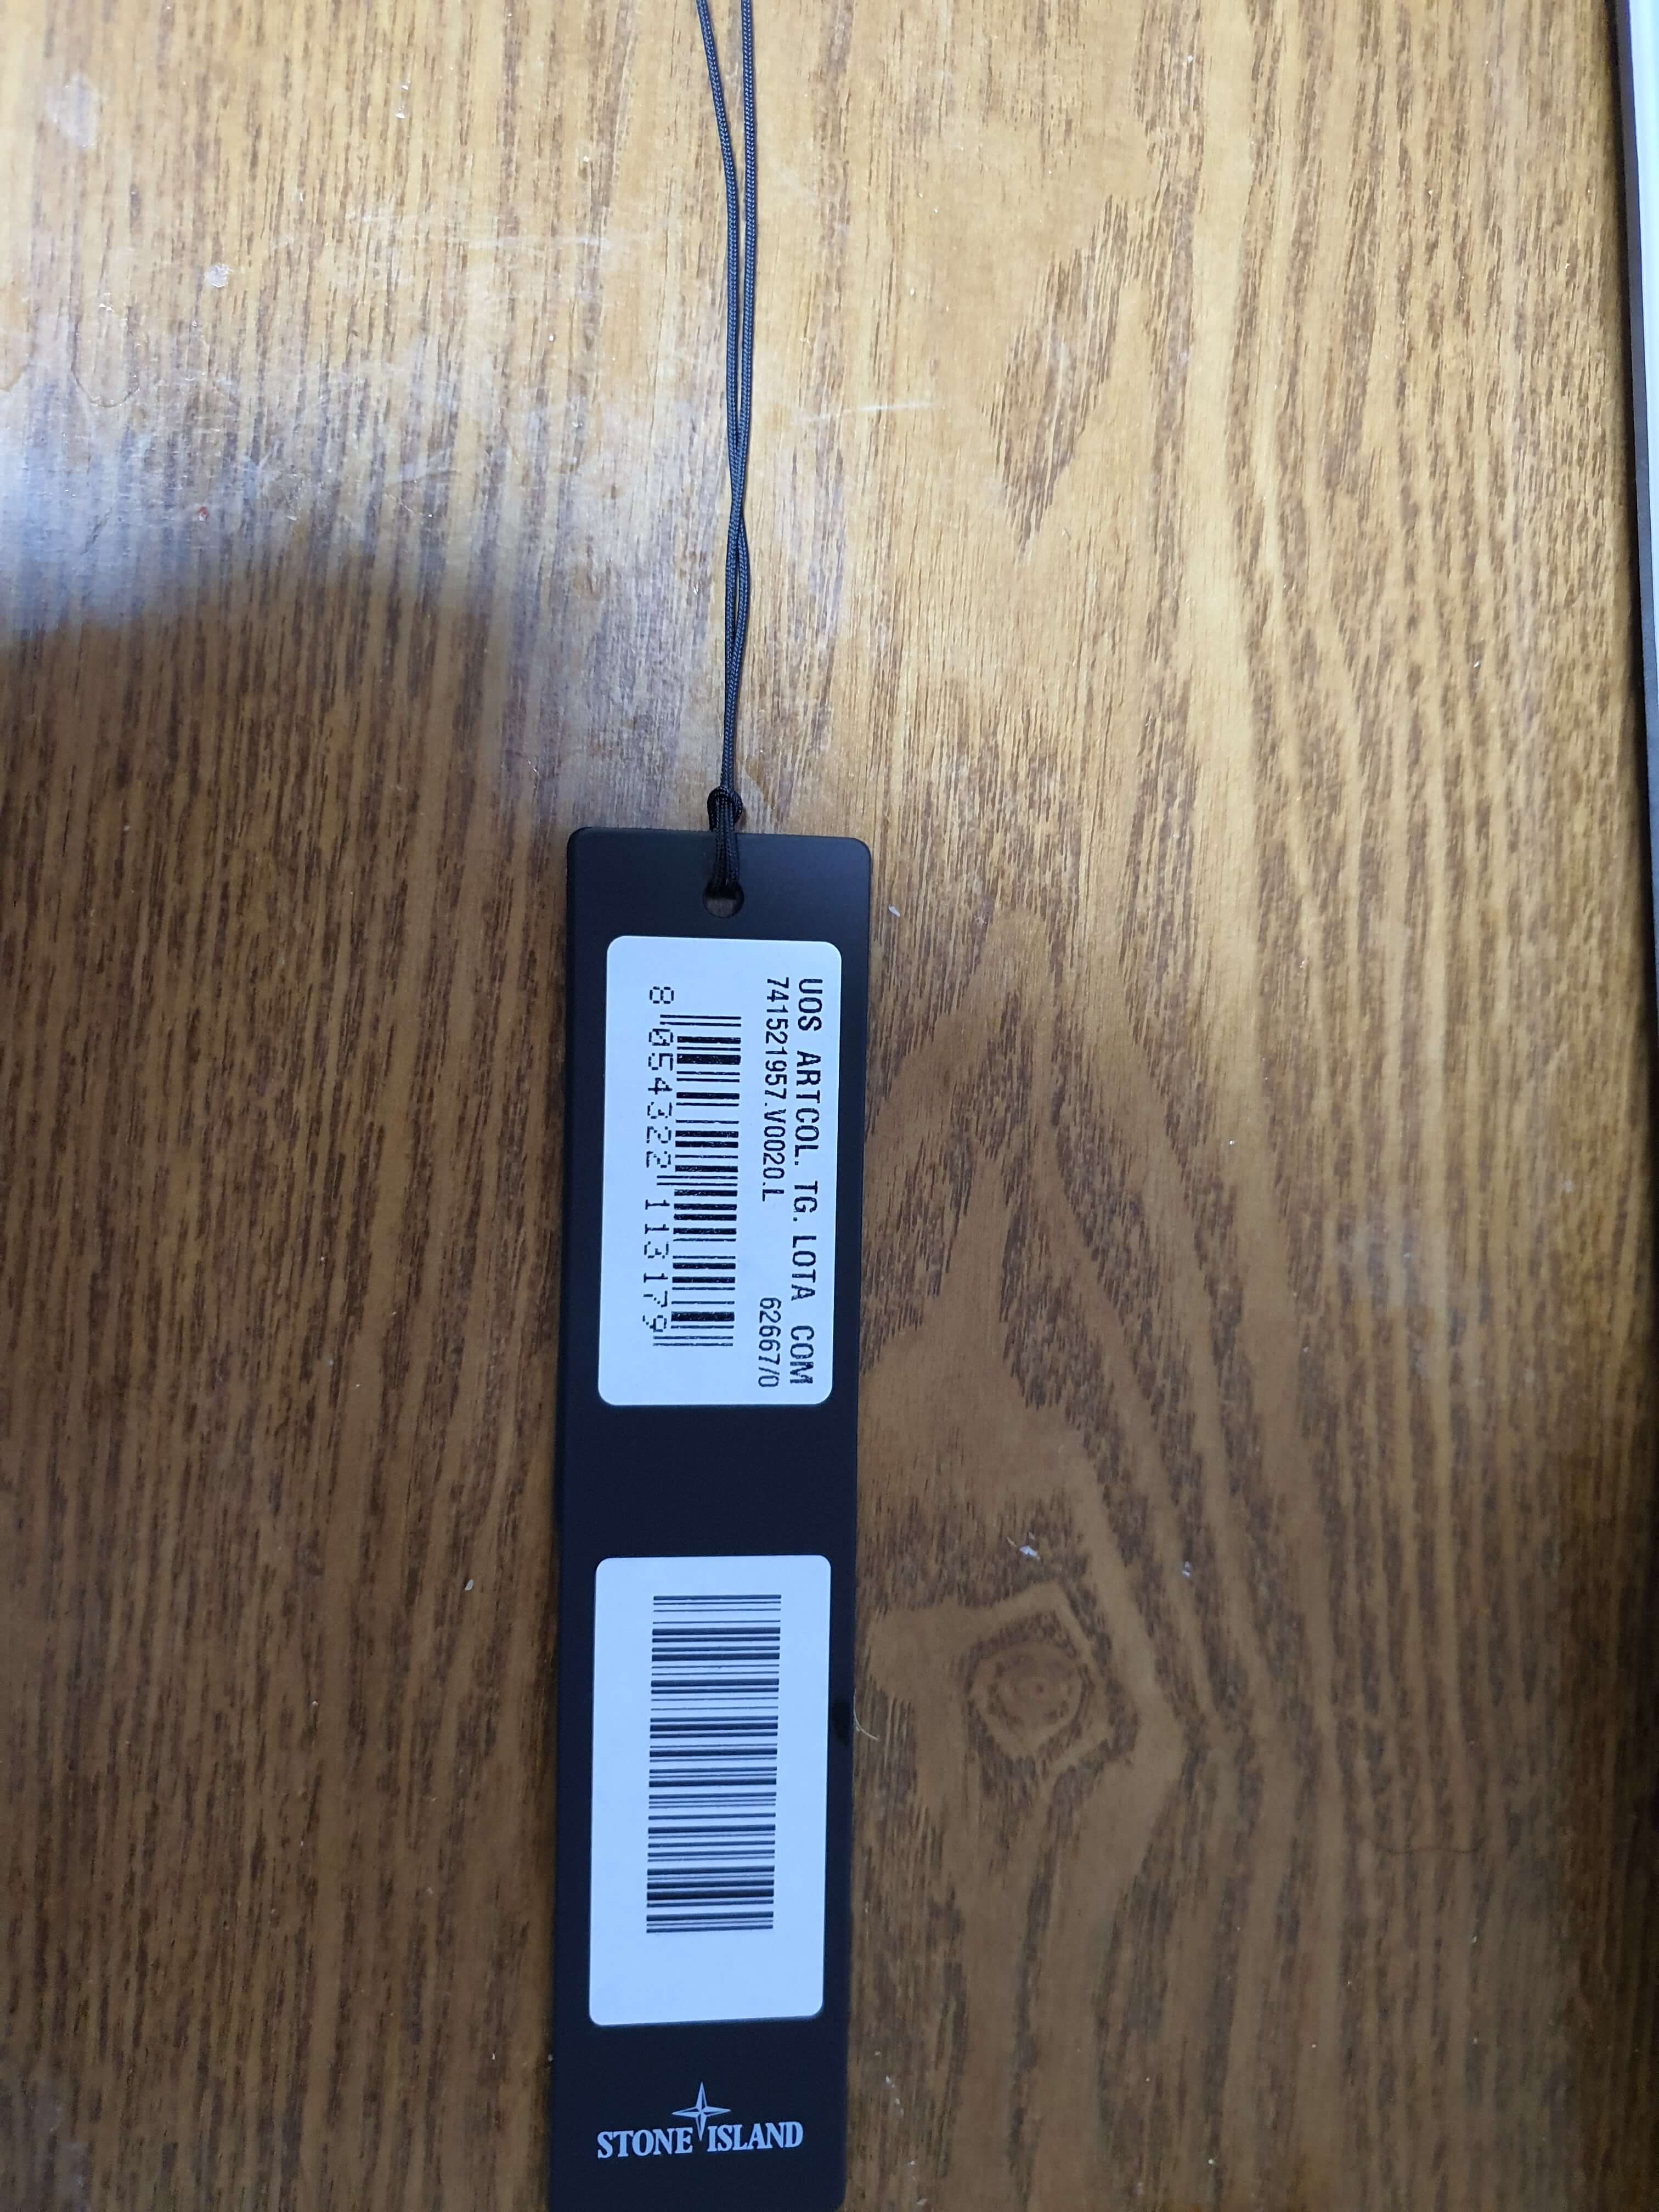 UOS ARTCOL. TG. LOTA COM
741521957.V0020.L 62667/0
8 054322 113179
STONE ISLAND